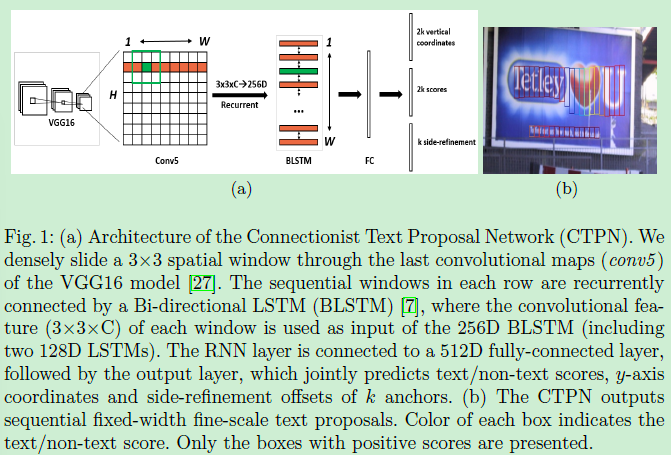 1 W
H
VGG16
Conv5
3x3xC→256D
Recurrent
1
...
W
BLSTM
FC
2k vertical
coordinates
2k scores
k side-refinement
(a)
Tetley U
(b)
Fig. 1: (a) Architecture of the Connectionist Text Proposal Network (CTPN). We
densely slide a 3×3 spatial window through the last convolutional maps (conv5)
of the VGG16 model [27]. The sequential windows in each row are recurrently
connected by a Bi-directional LSTM (BLSTM) [7], where the convolutional fea-
ture (3×3×C) of each window is used as input of the 256D BLSTM (including
two 128D LSTMs). The RNN layer is connected to a 512D fully-connected layer,
followed by the output layer, which jointly predicts text/non-text scores, y-axis
coordinates and side-refinement offsets of k anchors. (b) The CTPN outputs
sequential fixed-width fine-scale text proposals. Color of each box indicates the
text/non-text score. Only the boxes with positive scores are presented.